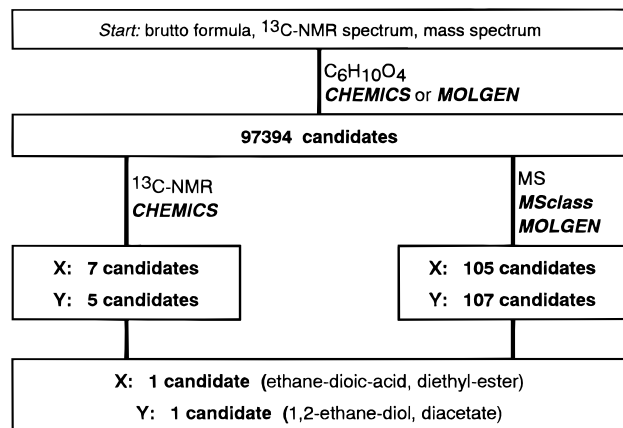 Start: brutto formula, ¹³C-NMR spectrum, mass spectrum
C₆H₁₀O₄
CHEMICS or MOLGEN
97394 candidates
¹³C-NMR
CHEMICS
MS
MSclass
MOLGEN
X: 7 candidates
Y: 5 candidates
X: 105 candidates
Y: 107 candidates
X: 1 candidate (ethane-dioic-acid, diethyl-ester)
Y: 1 candidate (1,2-ethane-diol, diacetate)